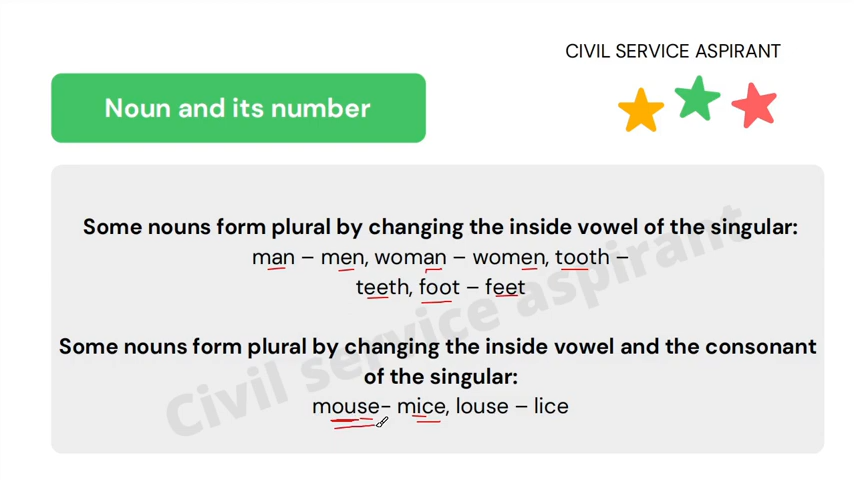 CIVIL SERVICE ASPIRANT
Noun and its number
Some nouns form plural by changing the inside vowel of the singular:
man – men, woman – women, tooth –
teeth, foot – feet
Some nouns form plural by changing the inside vowel and the consonant
of the singular:
mouse- mice, louse – lice
Civil service aspirant